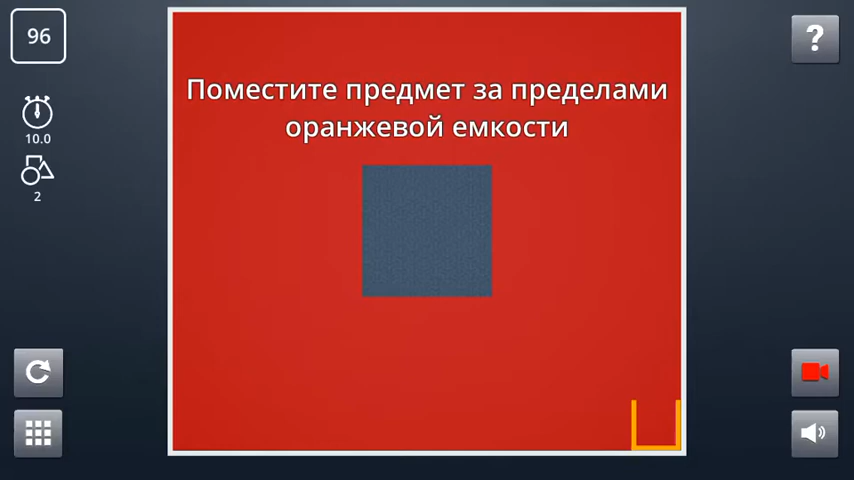 96
?
Поместите предмет за пределами
оранжевой емкости
10.0
2